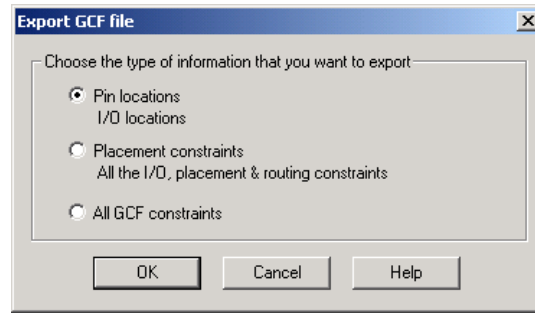 Export GCF file
Choose the type of information that you want to export
Pin locations
I/O locations
Placement constraints
All the I/O, placement & routing constraints
All GCF constraints
OK Cancel Help